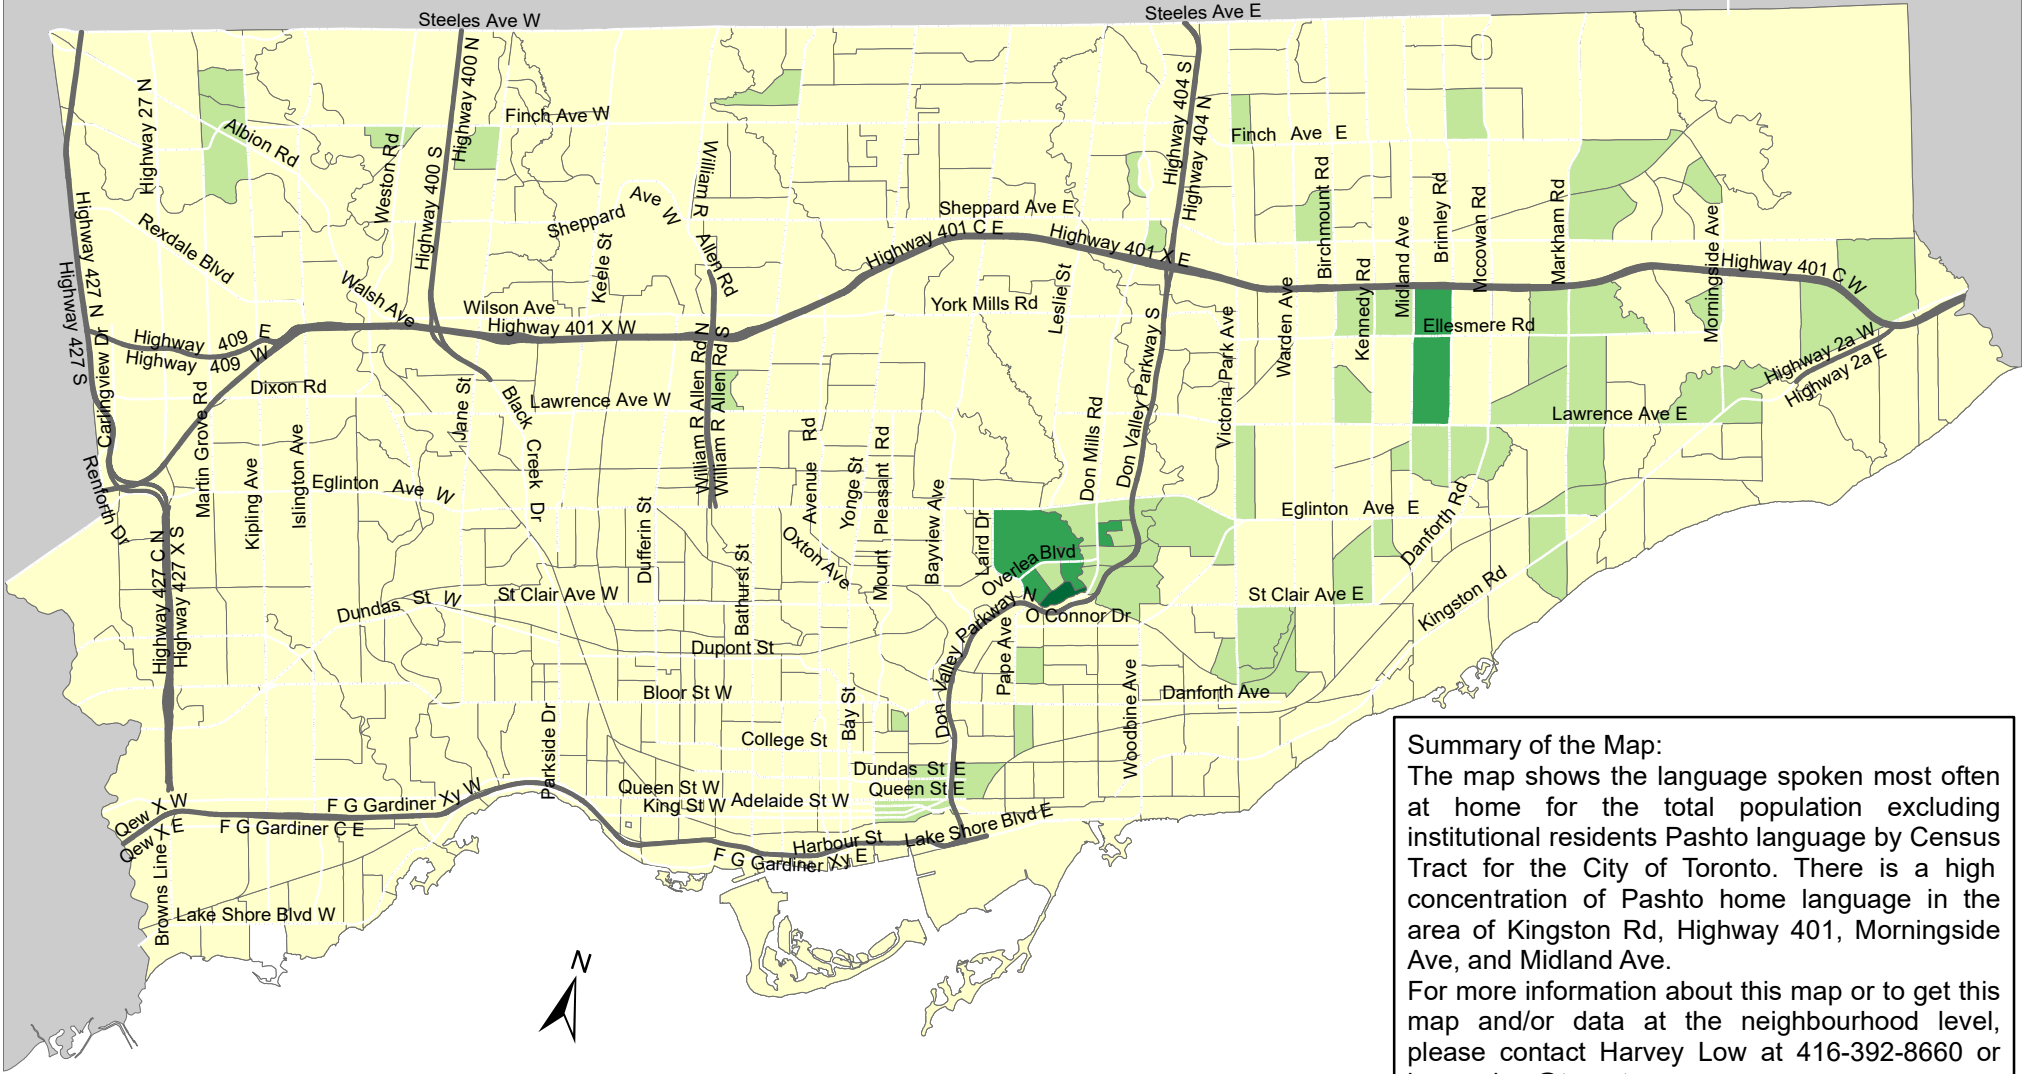 Steeles Ave W
Steeles Ave E
Highway 27 N
Albion Rd
Weston Rd
Highway 400 N
Highway 400 S
Finch Ave W
William R Allen Rd
Highway 404 S
Highway 404 N
Finch Ave E
Highway 427 N
Highway 427 S
Rexdale Blvd
Walsh Ave
Sheppard Ave W
Keele St
Sheppard Ave E
Highway 401 C E
Highway 401 X E
Birchmount Rd
Kennedy Rd
Midland Ave
Brimley Rd
Mccowan Rd
Markham Rd
Morningside Ave
Highway 401 C W
Highway 409 E
Highway 409 W
Wilson Ave
Highway 401 X W
York Mills Rd
Leslie St
Ellesmere Rd
Highway 2a W
Highway 2a E
Carlingview Dr
Martin Grove Rd
Dixon Rd
Jane St
Black Creek Dr
Lawrence Ave W
William R Allen Rd N
William R Allen Rd S
Avenue Rd
Mount Pleasant Rd
Yonge St
Don Mills Rd
Don Valley Parkway S
Victoria Park Ave
Warden Ave
Lawrence Ave E
Renforth Dr
Kipling Ave
Islington Ave
Eglinton Ave W
Dufferin St
Bathurst St
Oxton Ave
Bayview Ave
Laird Dr
Overlea Blvd
Eglinton Ave E
Danforth Rd
Highway 427 C N
Highway 427 X S
Dundas St W
St Clair Ave W
Don Valley Parkway N
O Connor Dr
St Clair Ave E
Kingston Rd
Dupont St
Pape Ave
Bloor St W
Bay St
Woodbine Ave
Danforth Ave
Parkside Dr
College St
Dundas St E
Queen St W
Queen St E
King St W
Adelaide St W
Qew X W
Qew X E
F G Gardiner Xy W
F G Gardiner C E
Harbour St
Lake Shore Blvd E
F G Gardiner Xy E
Browns Line
Lake Shore Blvd W
N
Summary of the Map:
The map shows the language spoken most often
at home for the total population excluding
institutional residents Pashto language by Census
Tract for the City of Toronto. There is a high
concentration of Pashto home language in the
area of Kingston Rd, Highway 401, Morningside
Ave, and Midland Ave.
For more information about this map or to get this
map and/or data at the neighbourhood level,
please contact Harvey Low at 416-392-8660 or